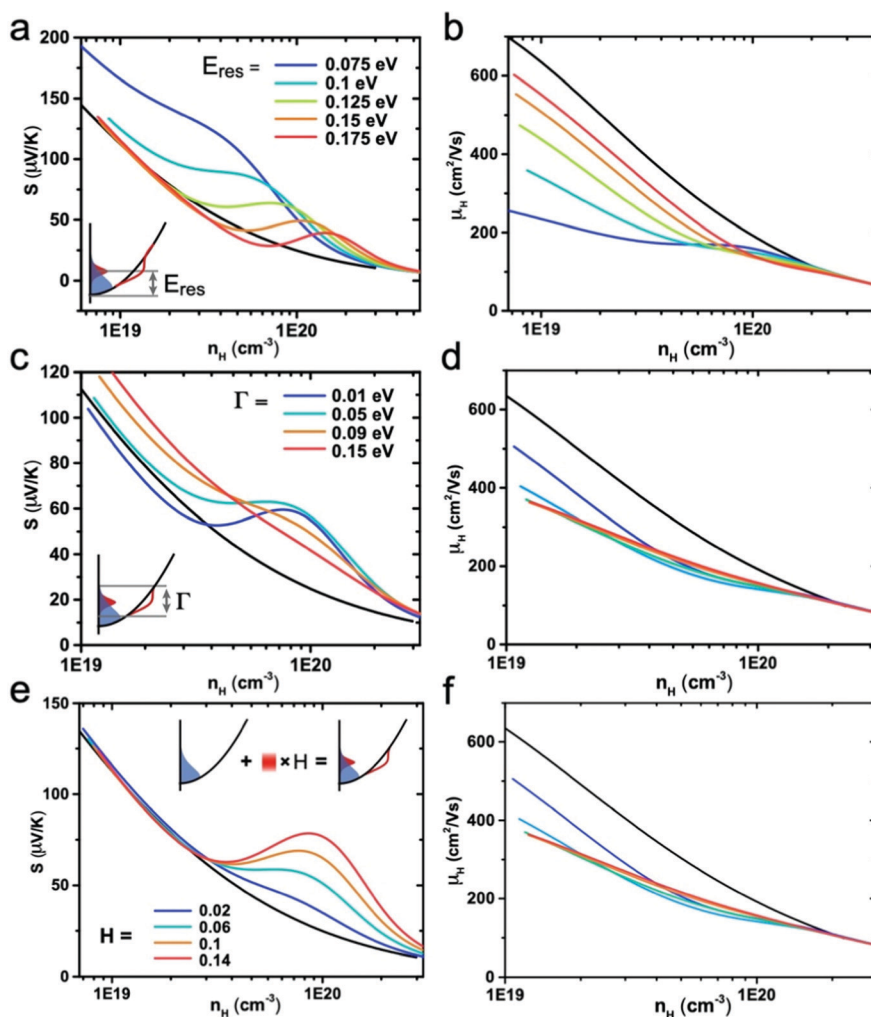 a
200
150
100
50
0
S (μV/K)
E_res =
0.075 eV
0.1 eV
0.125 eV
0.15 eV
0.175 eV
E_res
1E19
1E20
n_H (cm⁻³)
b
600
400
200
0
μ_H (cm²/Vs)
1E19
1E20
n_H (cm⁻³)
c
120
100
80
60
40
20
0
S (μV/K)
Γ =
0.01 eV
0.05 eV
0.09 eV
0.15 eV
Γ
1E19
1E20
n_H (cm⁻³)
d
600
400
200
0
μ_H (cm²/Vs)
1E19
1E20
n_H (cm⁻³)
e
150
100
50
0
S (μV/K)
+ × H =
H =
0.02
0.06
0.1
0.14
1E19
1E20
n_H (cm⁻³)
f
600
400
200
0
μ_H (cm²/Vs)
1E19
1E20
n_H (cm⁻³)